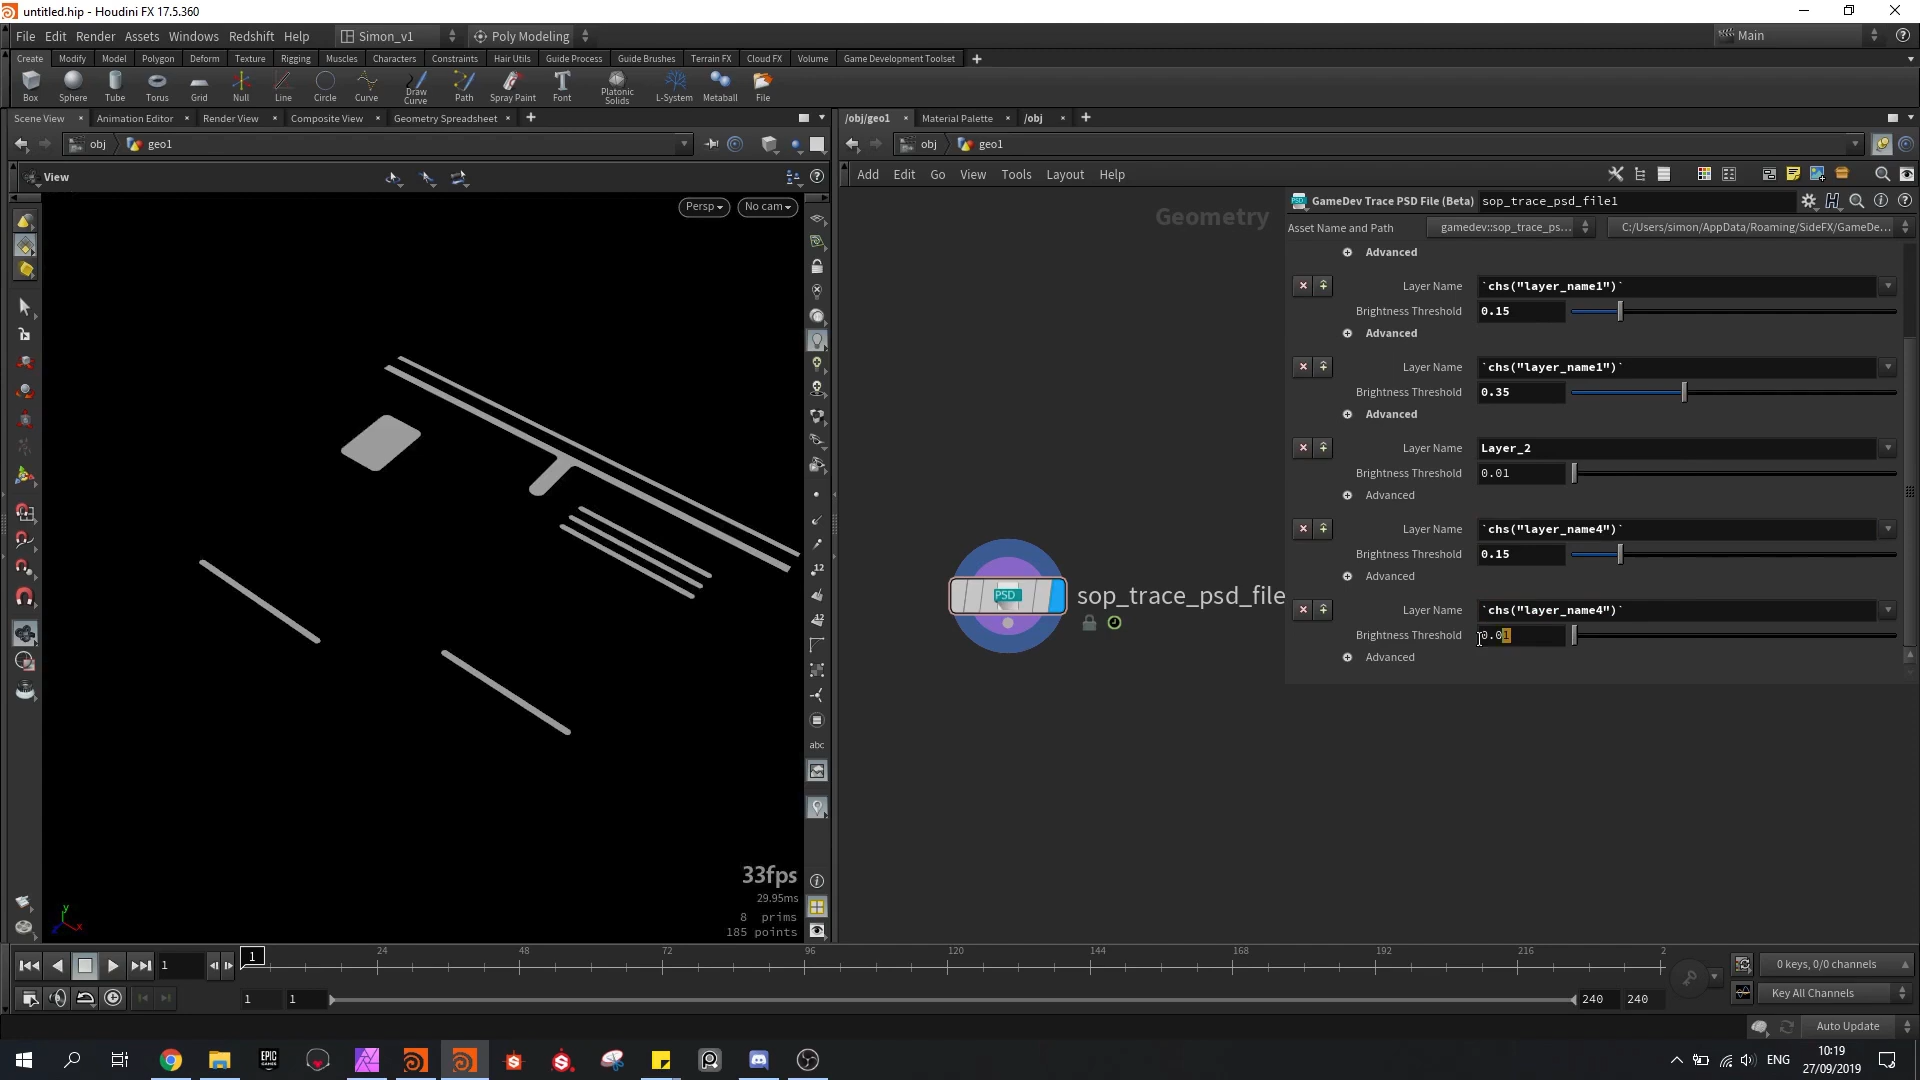 untitled.hip - Houdini FX 17.5.360
File Edit Render Assets Windows Redshift Help Simon_v1 Poly Modeling Main
Create Modify Model Polygon Deform Texture Rigging Muscles Characters Constraints Hair Utils Guide Process Guide Brushes Terrain FX Cloud FX Volume Game Development Toolset
Box Sphere Tube Torus Grid Null Line Circle Curve Draw Curve Path Spray Paint Font Platonic Solids L-System Metaball File
Scene View Animation Editor Render View Composite View Geometry Spreadsheet
/obj/geo1 Material Palette /obj
obj geo1
obj geo1
View
Add Edit Go View Tools Layout Help
Persp No cam
Geometry
GameDev Trace PSD File (Beta) sop_trace_psd_file1
Asset Name and Path gamedev::sop_trace_ps... C:/Users/simon/AppData/Roaming/SideFX/GameDe...
Advanced
Layer Name `chs("layer_name1")`
Brightness Threshold 0.15
Advanced
Layer Name `chs("layer_name1")`
Brightness Threshold 0.35
Advanced
Layer Name Layer_2
Brightness Threshold 0.01
Advanced
Layer Name `chs("layer_name4")`
Brightness Threshold 0.15
Advanced
Layer Name `chs("layer_name4")`
Brightness Threshold 0.01
Advanced
PSD sop_trace_psd_file
12
12
abc
33fps
29.95ms
8 prims
185 points
y
x
1 1 24 48 72 96 120 144 168 192 216 2
0 keys, 0/0 channels
1 1 240 240
Key All Channels
Auto Update
EPIC GAMES
ENG
10:19
27/09/2019